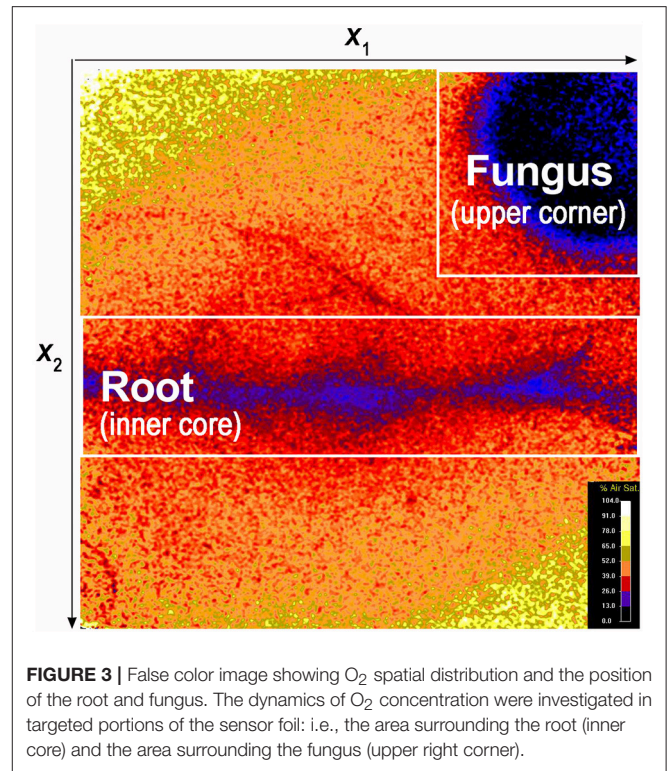 X1
X2
Fungus
(upper corner)
Root
(inner core)
% Air Sat.
104.0
91.0
78.0
65.0
52.0
39.0
26.0
13.0
0.0
FIGURE 3 | False color image showing O2 spatial distribution and the position
of the root and fungus. The dynamics of O2 concentration were investigated in
targeted portions of the sensor foil: i.e., the area surrounding the root (inner
core) and the area surrounding the fungus (upper right corner).